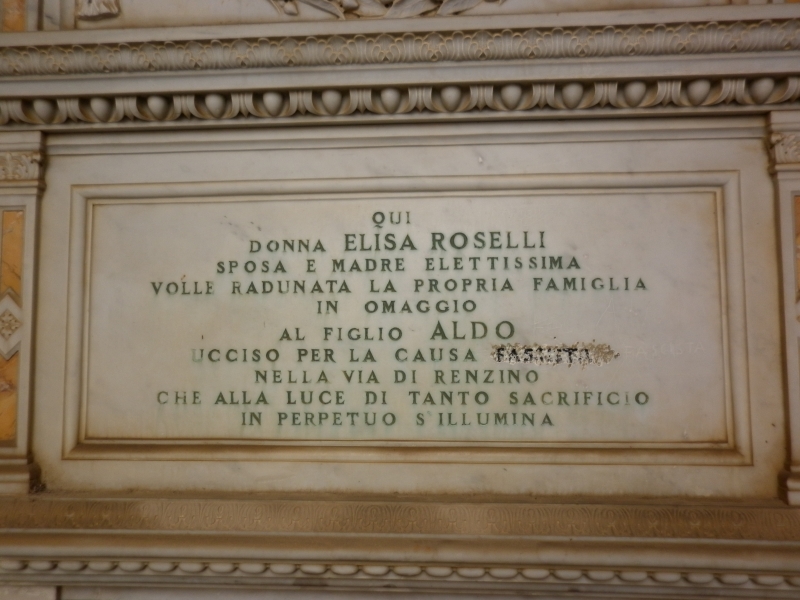 QUI
DONNA ELISA ROSELLI
SPOSA E MADRE ELETTISSIMA
VOLLE RADUNATA LA PROPRIA FAMIGLIA
IN OMAGGIO
AL FIGLIO ALDO
UCCISO PER LA CAUSA
NELLA VIA DI RENZINO
CHE ALLA LUCE DI TANTO SACRIFICIO
IN PERPETUO S'ILLUMINA